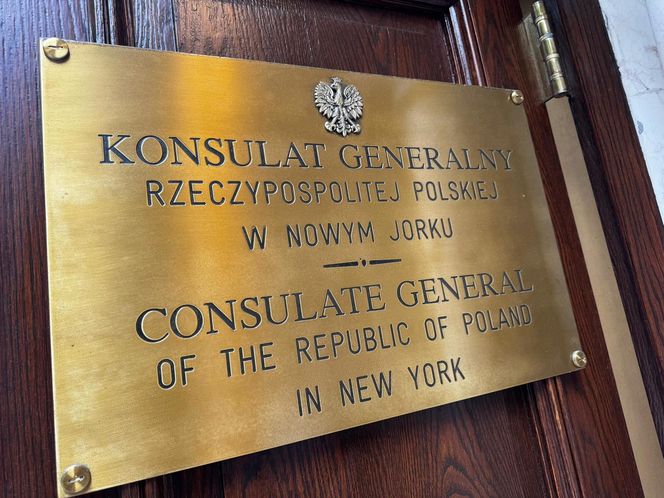 KONSULAT GENERALNY
RZECZYPOSPOLITEJ POLSKIEJ
W NOWYM JORKU
CONSULATE GENERAL
OF THE REPUBLIC OF POLAND
IN NEW YORK